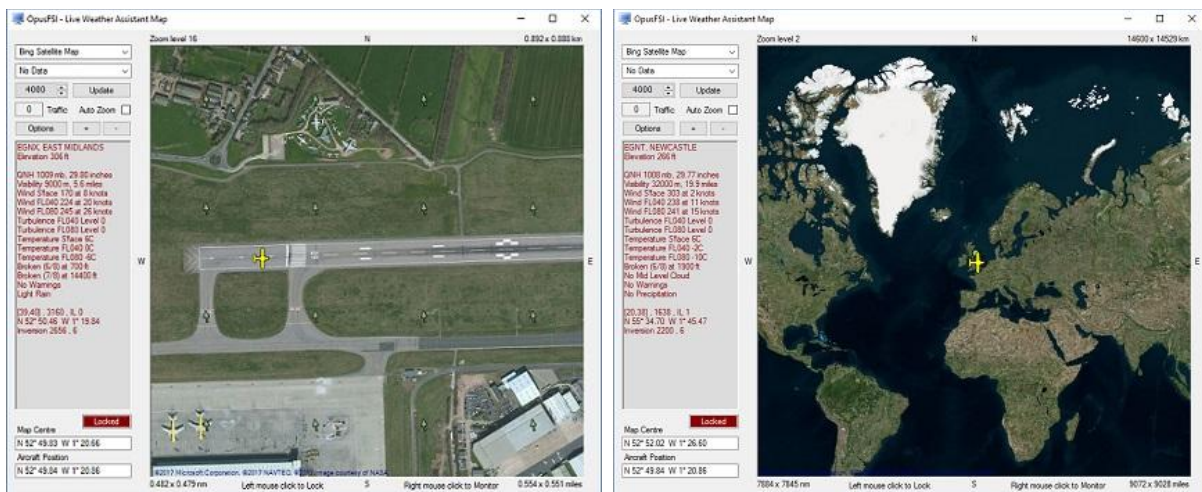 OpusFSI - Live Weather Assistant Map
Zoom level 16
N
0.892 x 0.888 km
Bing Satellite Map
No Data
4000
Update
0
Traffic
Auto Zoom
Options
+
-
EGNX, EAST MIDLANDS
Elevation 306 ft
QNH 1009 mb, 29.80 inches
Visibility 9000 m, 5.6 miles
Wind Sface 170 at 8 knots
Wind FL040 224 at 20 knots
Wind FL080 245 at 26 knots
Turbulence FL040 Level 0
Turbulence FL080 Level 0
Temperature Sface 6C
Temperature FL040 0C
Temperature FL080 -6C
Broken (6/8) at 700 ft
Broken (7/8) at 14400 ft
No Warnings
Light Rain
[39,40] , 3160 , IL 0
N 52° 50.46 W 1° 19.84
Inversion 2656 , 6
W
E
Locked
Map Centre
N 52° 49.83 W 1° 20.66
Aircraft Position
N 52° 49.84 W 1° 20.86
©2017 Microsoft Corporation, ©2017 NAVTEQ, ©2017 Image courtesy of NASA
0.482 x 0.479 nm
Left mouse click to Lock
S
Right mouse click to Monitor
0.554 x 0.551 miles
OpusFSI - Live Weather Assistant Map
Zoom level 2
N
14600 x 14529 km
Bing Satellite Map
No Data
4000
Update
0
Traffic
Auto Zoom
Options
+
-
EGNT, NEWCASTLE
Elevation 266 ft
QNH 1008 mb, 29.77 inches
Visibility 32000 m, 19.9 miles
Wind Sface 303 at 2 knots
Wind FL040 238 at 11 knots
Wind FL080 241 at 15 knots
Turbulence FL040 Level 0
Turbulence FL080 Level 0
Temperature Sface 6C
Temperature FL040 -2C
Temperature FL080 -10C
Broken (6/8) at 1900 ft
No Mid Level Cloud
No Warnings
No Precipitation
[20,38] , 1638 , IL 1
N 55° 34.70 W 1° 45.47
Inversion 2200 , 6
W
E
Locked
Map Centre
N 52° 52.02 W 1° 26.60
Aircraft Position
N 52° 49.84 W 1° 20.86
7884 x 7845 nm
Left mouse click to Lock
S
Right mouse click to Monitor
9072 x 9028 miles